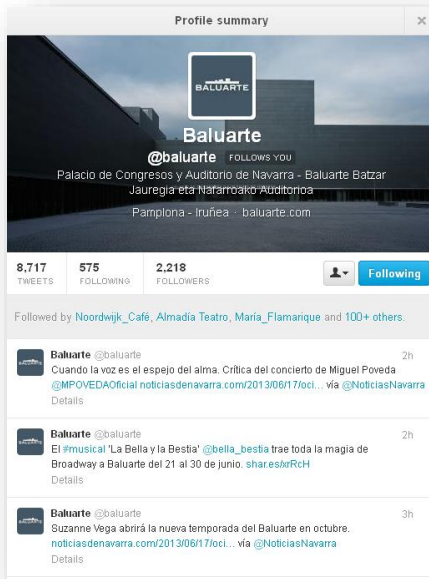 Profile summary
×
BALUARTE
Baluarte
@baluarte FOLLOWS YOU
Palacio de Congresos y Auditorio de Navarra - Baluarte Batzar
Jauregia eta Nafarroako Auditorioa
Pamplona - Iruñea · baluarte.com
8,717 575 2,218
TWEETS FOLLOWING FOLLOWERS
Following
Followed by Noordwijk_Café, Almadía Teatro, María_Flamarique and 100+ others.
BALUARTE
Baluarte @baluarte 2h
Cuando la voz es el espejo del alma. Crítica del concierto de Miguel Poveda
@MPOVEDAOficial noticiasdenavarra.com/2013/06/17/oci... vía @NoticiasNavarra
Details
BALUARTE
Baluarte @baluarte 2h
El #musical 'La Bella y la Bestia' @bella_bestia trae toda la magia de
Broadway a Baluarte del 21 al 30 de junio. shar.es/xrRcH
Details
BALUARTE
Baluarte @baluarte 3h
Suzanne Vega abrirá la nueva temporada del Baluarte en octubre.
noticiasdenavarra.com/2013/06/17/oci... vía @NoticiasNavarra
Details